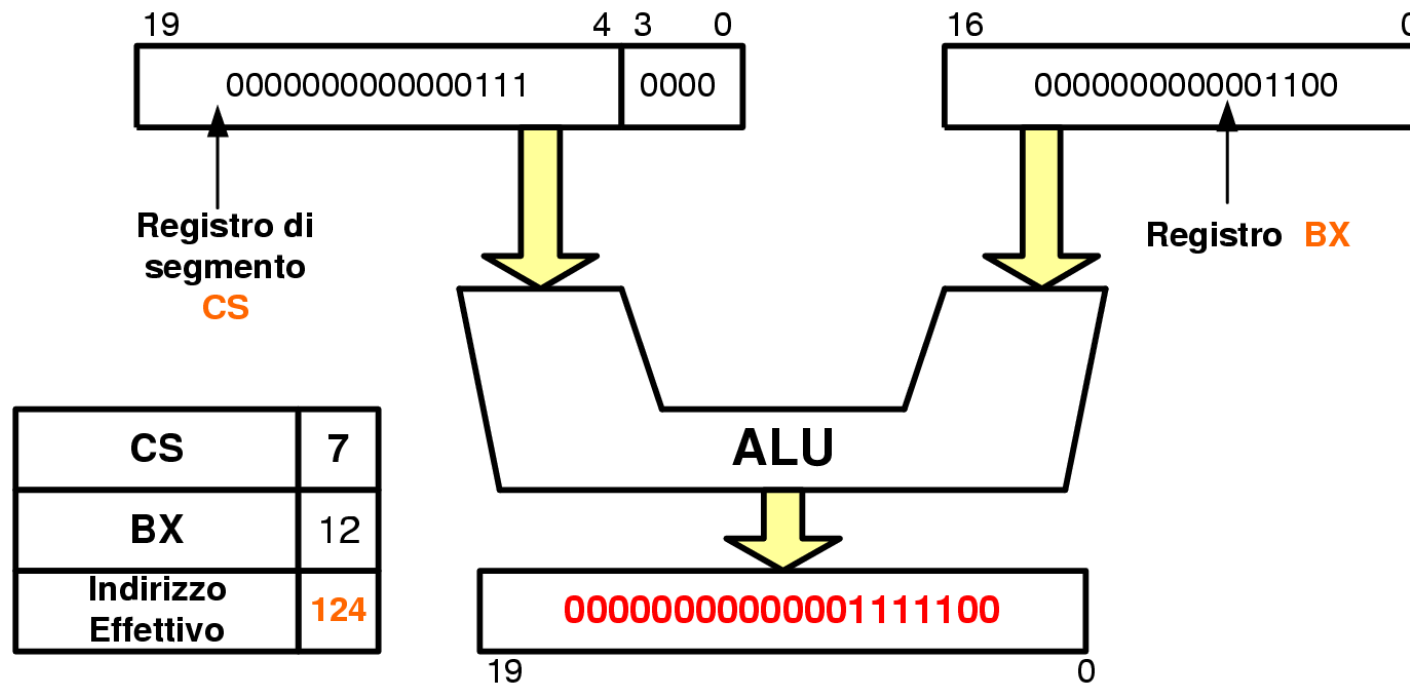 19 4 3 0
16 0
0000000000000111 0000
0000000000001100
Registro di
segmento
CS
Registro BX
ALU
CS 7
BX 12
Indirizzo
Effettivo
124
00000000000001111100
19 0